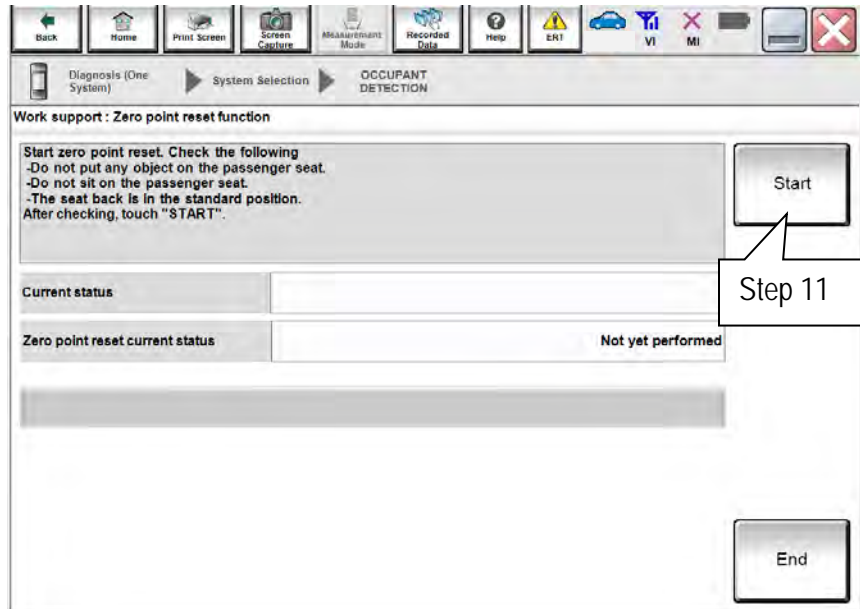 Back
Home
Print Screen
Screen
Capture
Measurement
Mode
Recorded
Data
Help
ERT
VI
MI
Diagnosis (One
System)
System Selection
OCCUPANT
DETECTION
Work support : Zero point reset function
Start zero point reset. Check the following
-Do not put any object on the passenger seat.
-Do not sit on the passenger seat.
-The seat back is in the standard position.
After checking, touch "START".
Start
Step 11
Current status
Zero point reset current status
Not yet performed
End